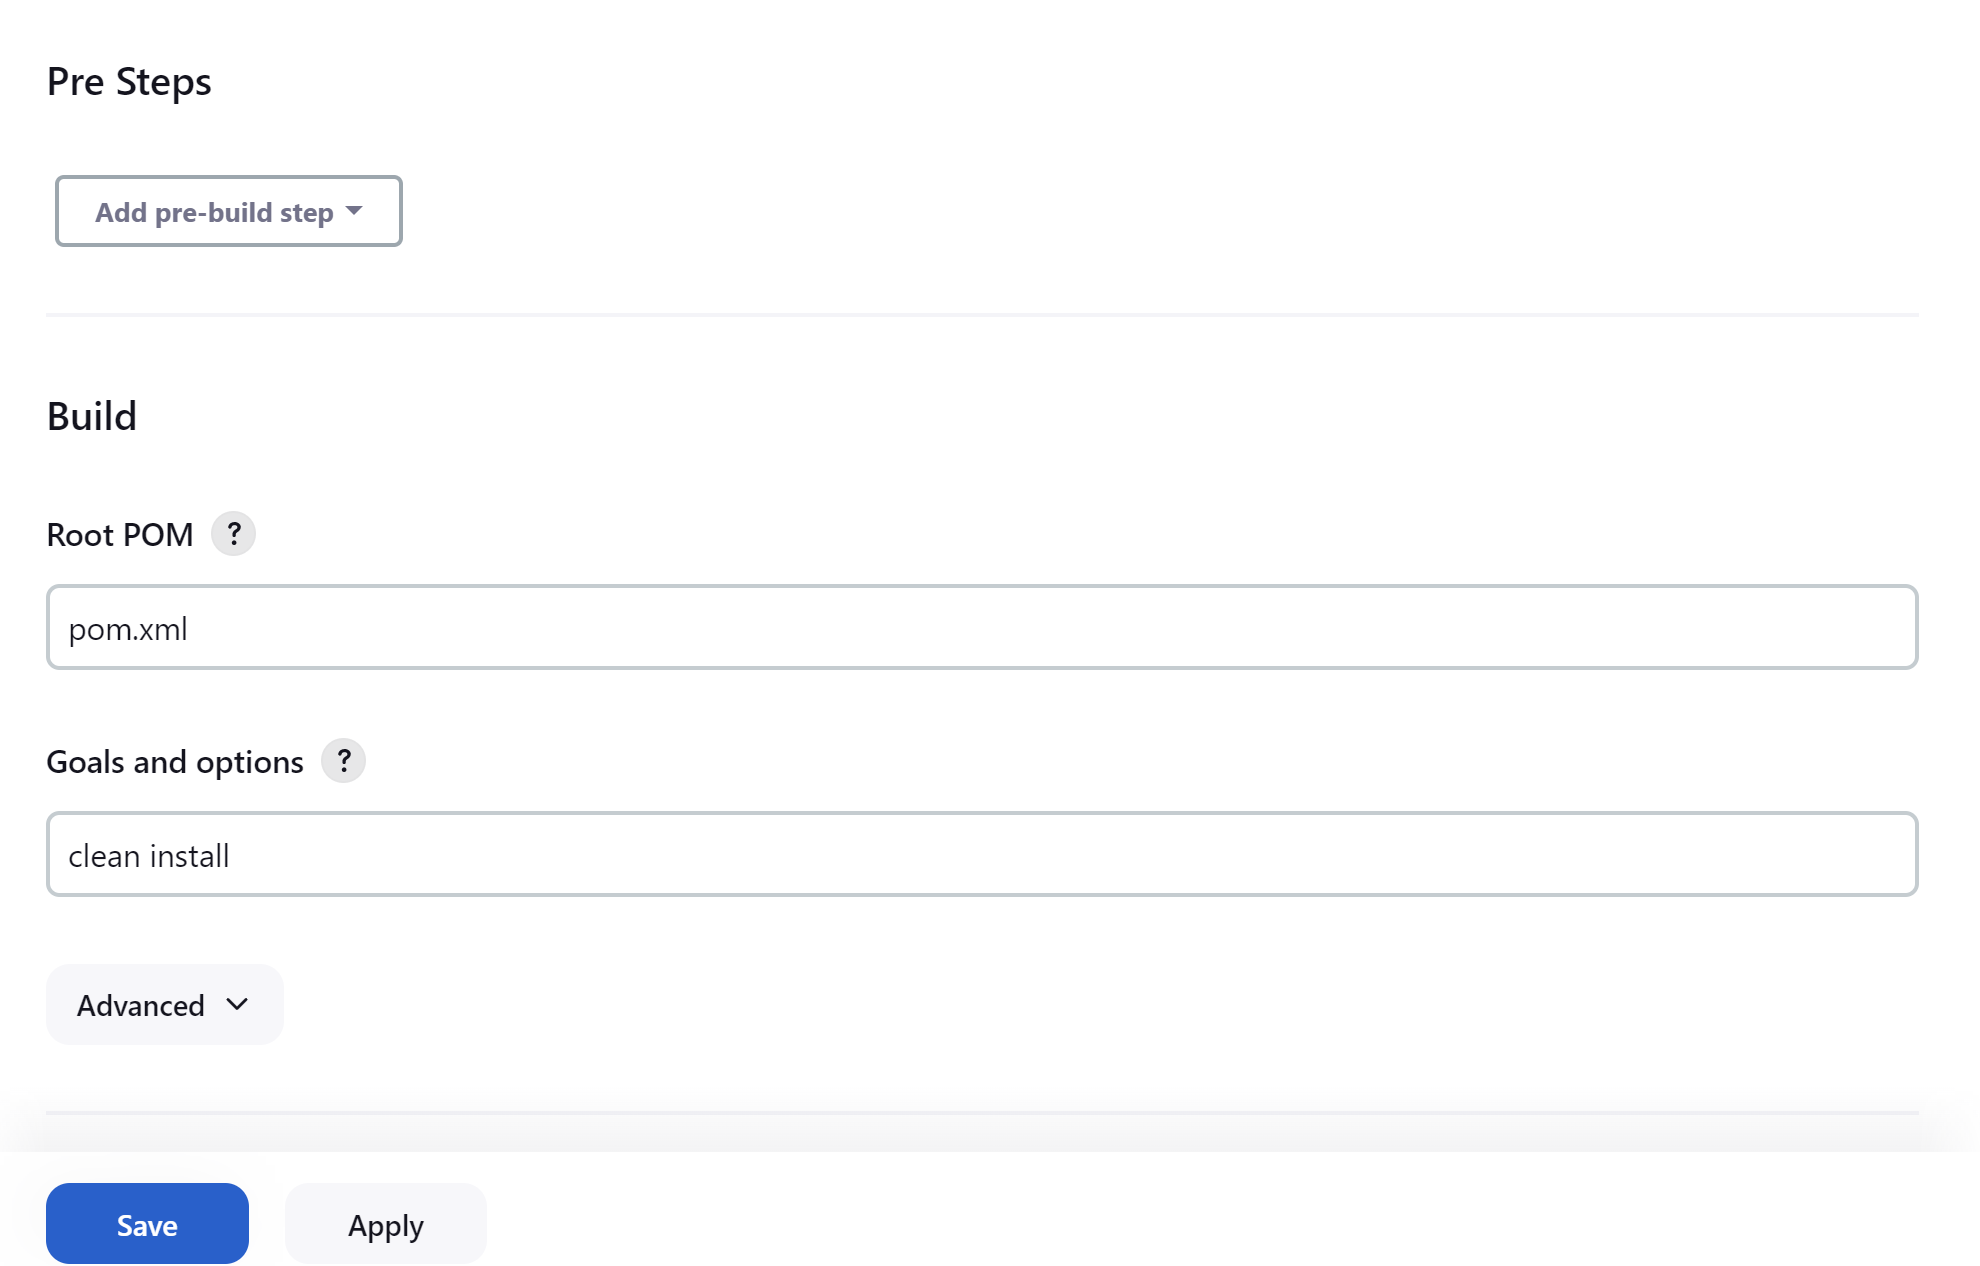 Pre Steps
Add pre-build step
Build
Root POM ?
pom.xml
Goals and options ?
clean install
Advanced
Save Apply